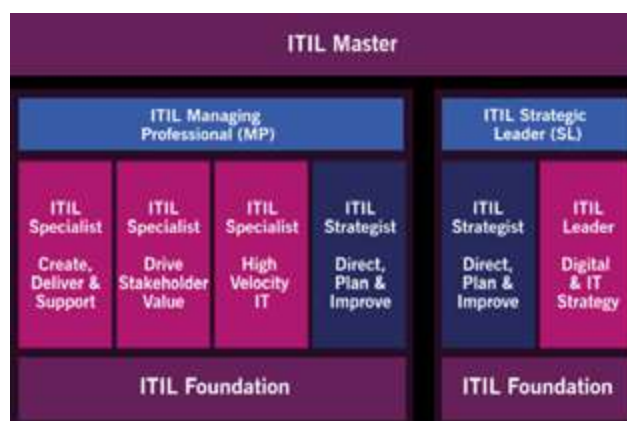 ITIL Master
ITIL Managing
Professional (MP)
ITIL Strategic
Leader (SL)
ITIL
Specialist
Create,
Deliver &
Support
ITIL
Specialist
Drive
Stakeholder
Value
ITIL
Specialist
High
Velocity
IT
ITIL
Strategist
Direct,
Plan &
Improve
ITIL
Strategist
Direct,
Plan &
Improve
ITIL
Leader
Digital
& IT
Strategy
ITIL Foundation
ITIL Foundation